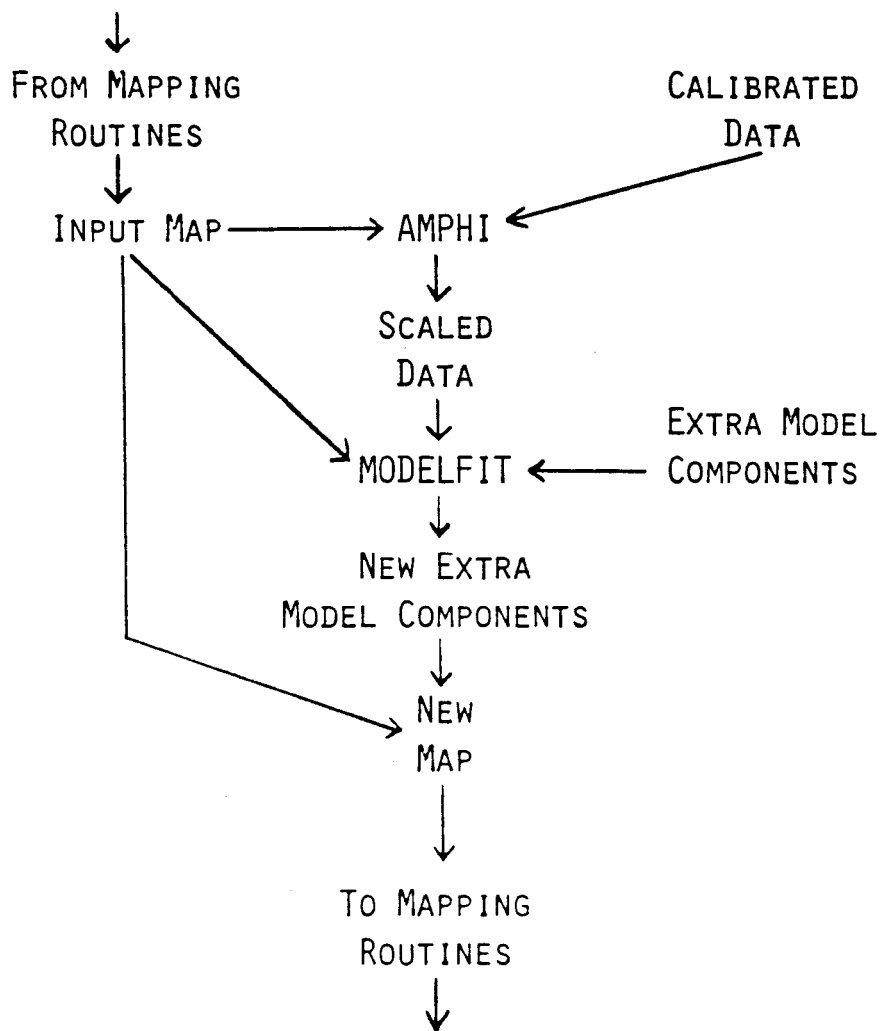 FROM MAPPING
ROUTINES
CALIBRATED
DATA
INPUT MAP
AMPHI
SCALED
DATA
EXTRA MODEL
COMPONENTS
MODELFIT
NEW EXTRA
MODEL COMPONENTS
NEW
MAP
TO MAPPING
ROUTINES